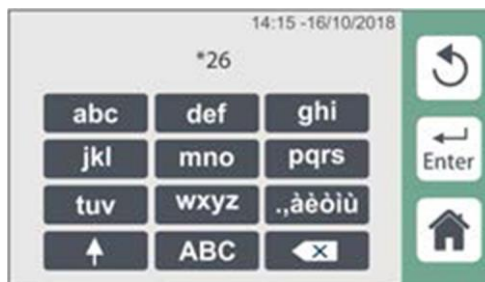 14:15 -16/10/2018
*26
abc def ghi
jkl mno pqrs
Enter
tuv wxyz .,àèòìù
ABC